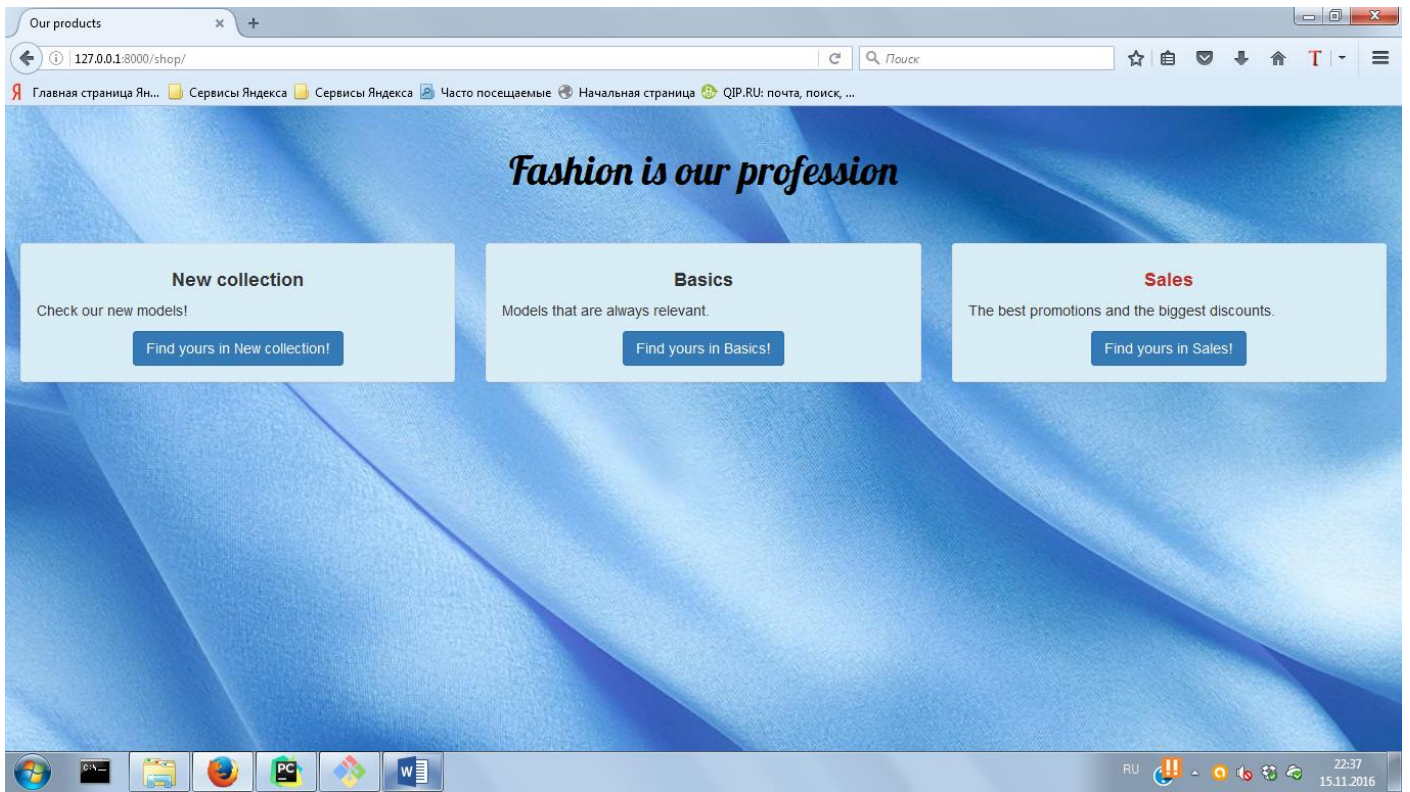 Our products
127.0.0.1:8000/shop/
Поиск
Главная страница Ян... Сервисы Яндекса Сервисы Яндекса Часто посещаемые Начальная страница QIP.RU: почта, поиск, ...
Fashion is our profession
New collection
Check our new models!
Find yours in New collection!
Basics
Models that are always relevant.
Find yours in Basics!
Sales
The best promotions and the biggest discounts.
Find yours in Sales!
RU
22:37
15.11.2016